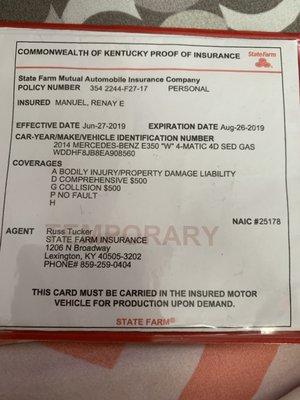 COMMONWEALTH OF KENTUCKY PROOF OF INSURANCE
State Farm
State Farm Mutual Automobile Insurance Company
POLICY NUMBER 354 2244-F27-17 PERSONAL
INSURED MANUEL, RENAY E
EFFECTIVE DATE Jun-27-2019 EXPIRATION DATE Aug-26-2019
CAR-YEAR/MAKE/VEHICLE IDENTIFICATION NUMBER
2014 MERCEDES-BENZ E350 "W" 4-MATIC 4D SED GAS
WDDHF8JB8EA908560
COVERAGES
A BODILY INJURY/PROPERTY DAMAGE LIABILITY
D COMPREHENSIVE $500
G COLLISION $500
P NO FAULT
H
NAIC #25178
TEMPORARY
AGENT Russ Tucker
STATE FARM INSURANCE
1206 N Broadway
Lexington, KY 40505-3202
PHONE# 859-259-0404
THIS CARD MUST BE CARRIED IN THE INSURED MOTOR
VEHICLE FOR PRODUCTION UPON DEMAND.
STATE FARM®